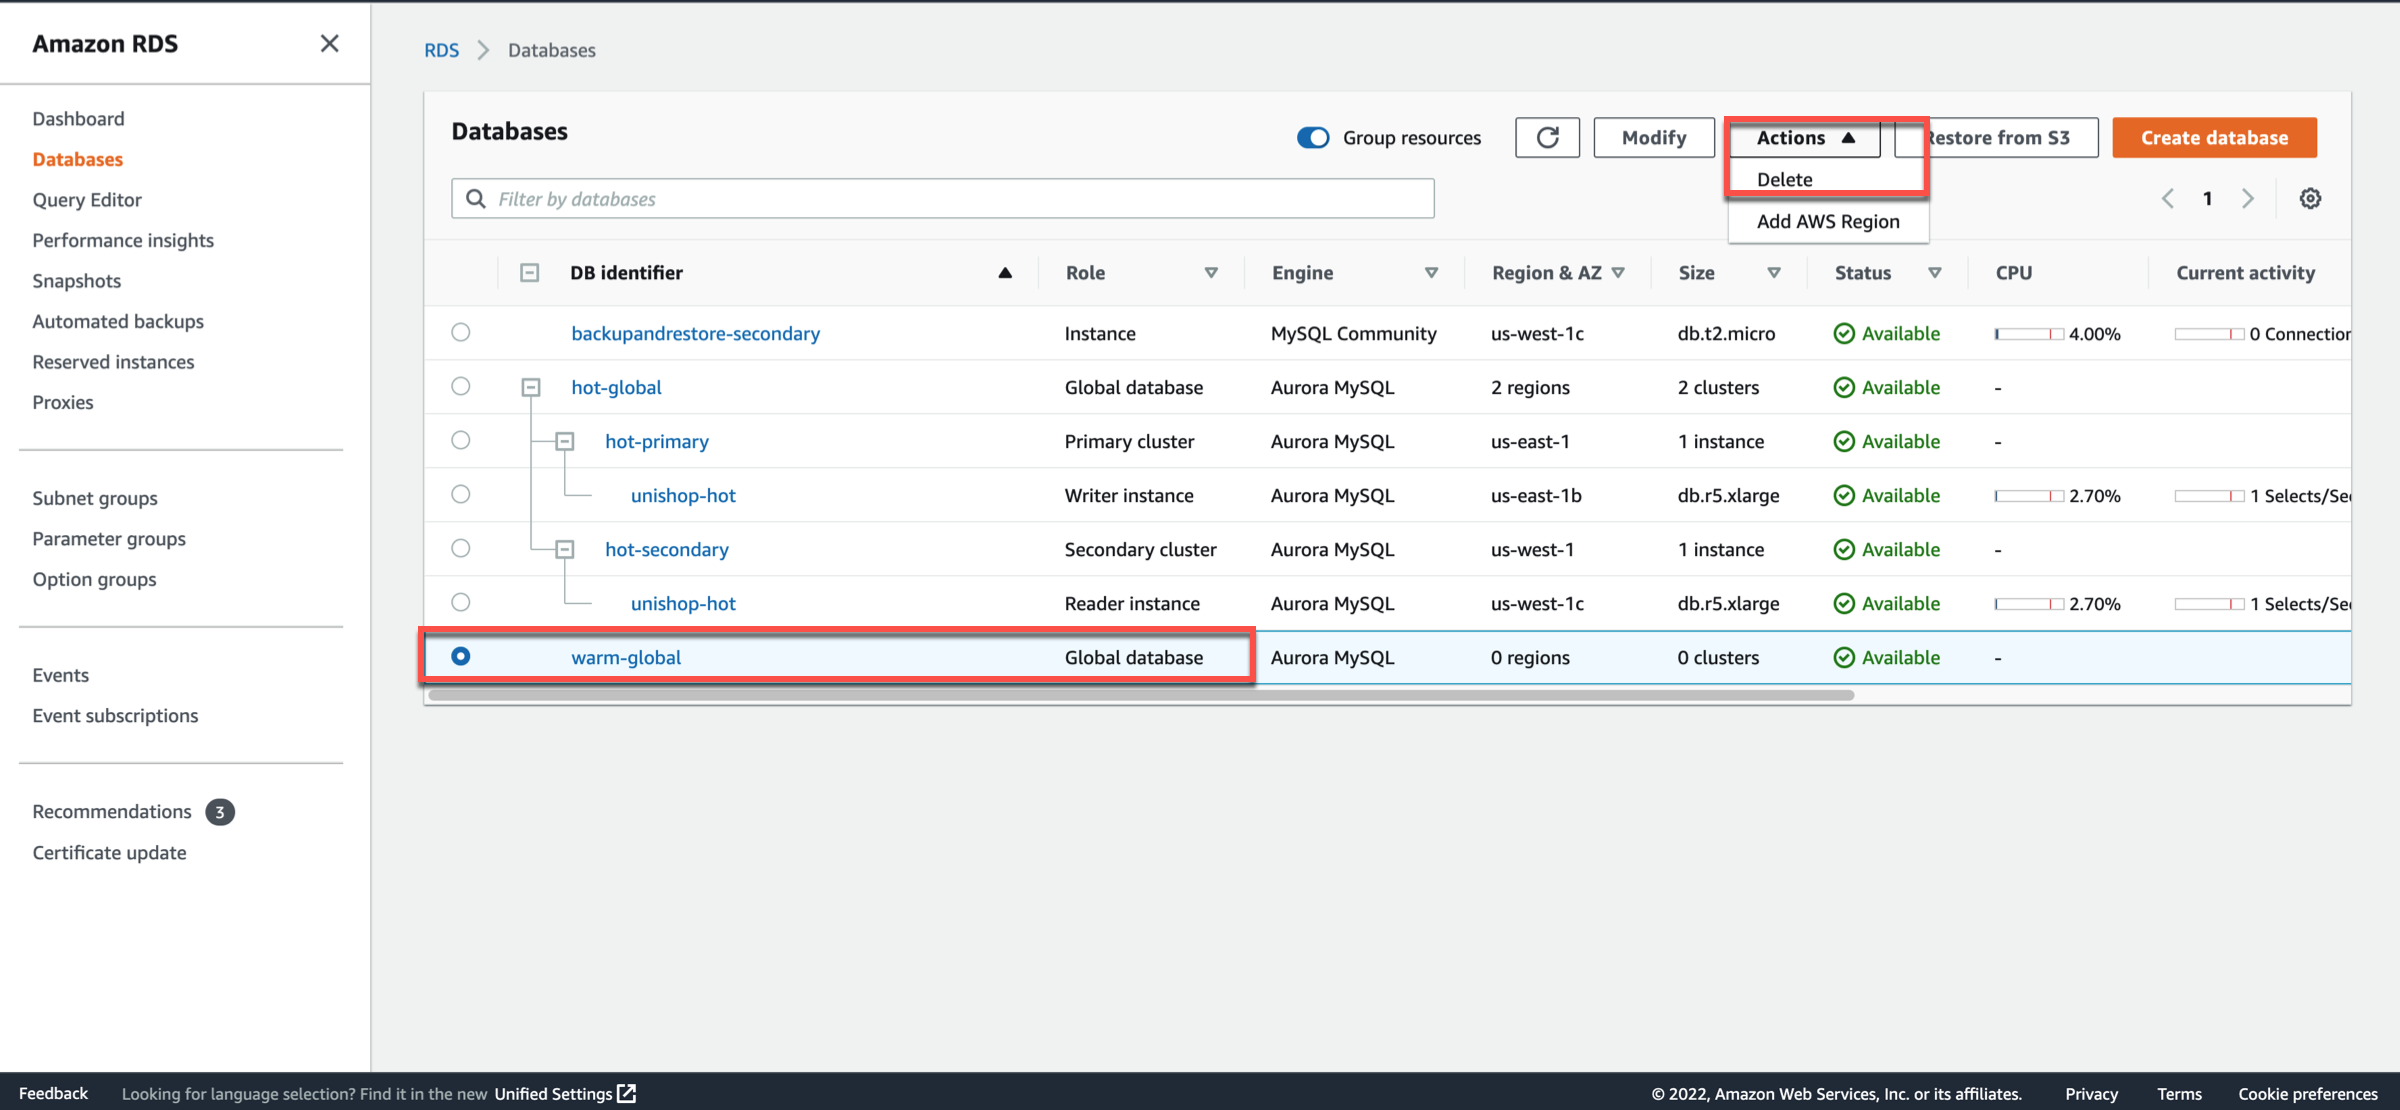 Amazon RDS
Dashboard
Databases
Query Editor
Performance insights
Snapshots
Automated backups
Reserved instances
Proxies
Subnet groups
Parameter groups
Option groups
Events
Event subscriptions
Recommendations 3
Certificate update
RDS > Databases
Databases
Group resources Modify Actions Restore from S3 Create database
Filter by databases
Delete
Add AWS Region
1
DB identifier Role Engine Region & AZ Size Status CPU Current activity
backupandrestore-secondary Instance MySQL Community us-west-1c db.t2.micro Available 4.00% 0 Connection
hot-global Global database Aurora MySQL 2 regions 2 clusters Available -
hot-primary Primary cluster Aurora MySQL us-east-1 1 instance Available -
unishop-hot Writer instance Aurora MySQL us-east-1b db.r5.xlarge Available 2.70% 1 Selects/Se
hot-secondary Secondary cluster Aurora MySQL us-west-1 1 instance Available -
unishop-hot Reader instance Aurora MySQL us-west-1c db.r5.xlarge Available 2.70% 1 Selects/Se
warm-global Global database Aurora MySQL 0 regions 0 clusters Available -
Feedback Looking for language selection? Find it in the new Unified Settings © 2022, Amazon Web Services, Inc. or its affiliates. Privacy Terms Cookie preferences